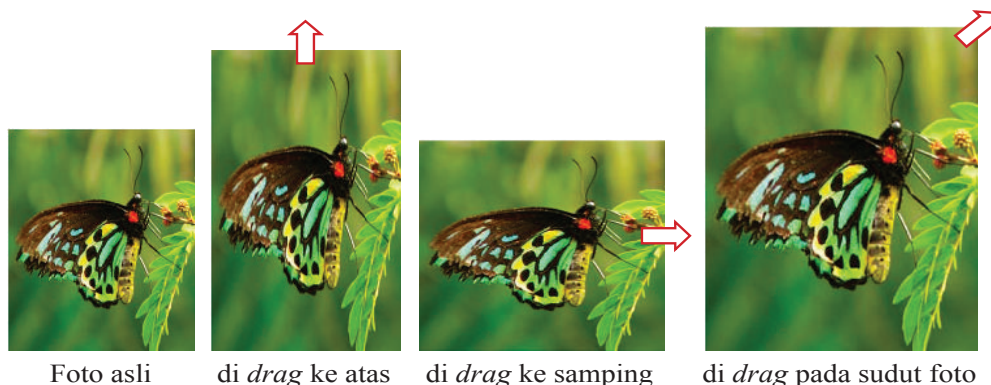 Foto asli
di drag ke atas
di drag ke samping
di drag pada sudut foto